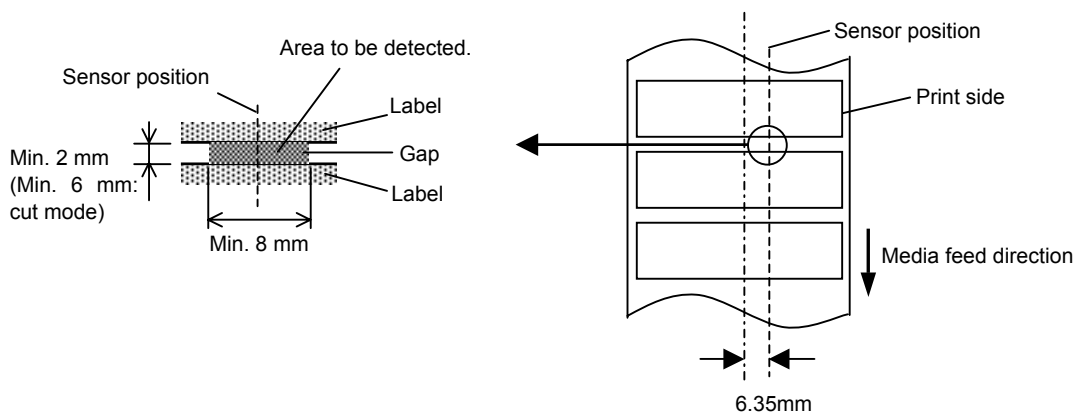 Area to be detected.
Sensor position
Label
Gap
Label
Min. 2 mm
(Min. 6 mm:
cut mode)
Min. 8 mm
Sensor position
Print side
Media feed direction
6.35mm